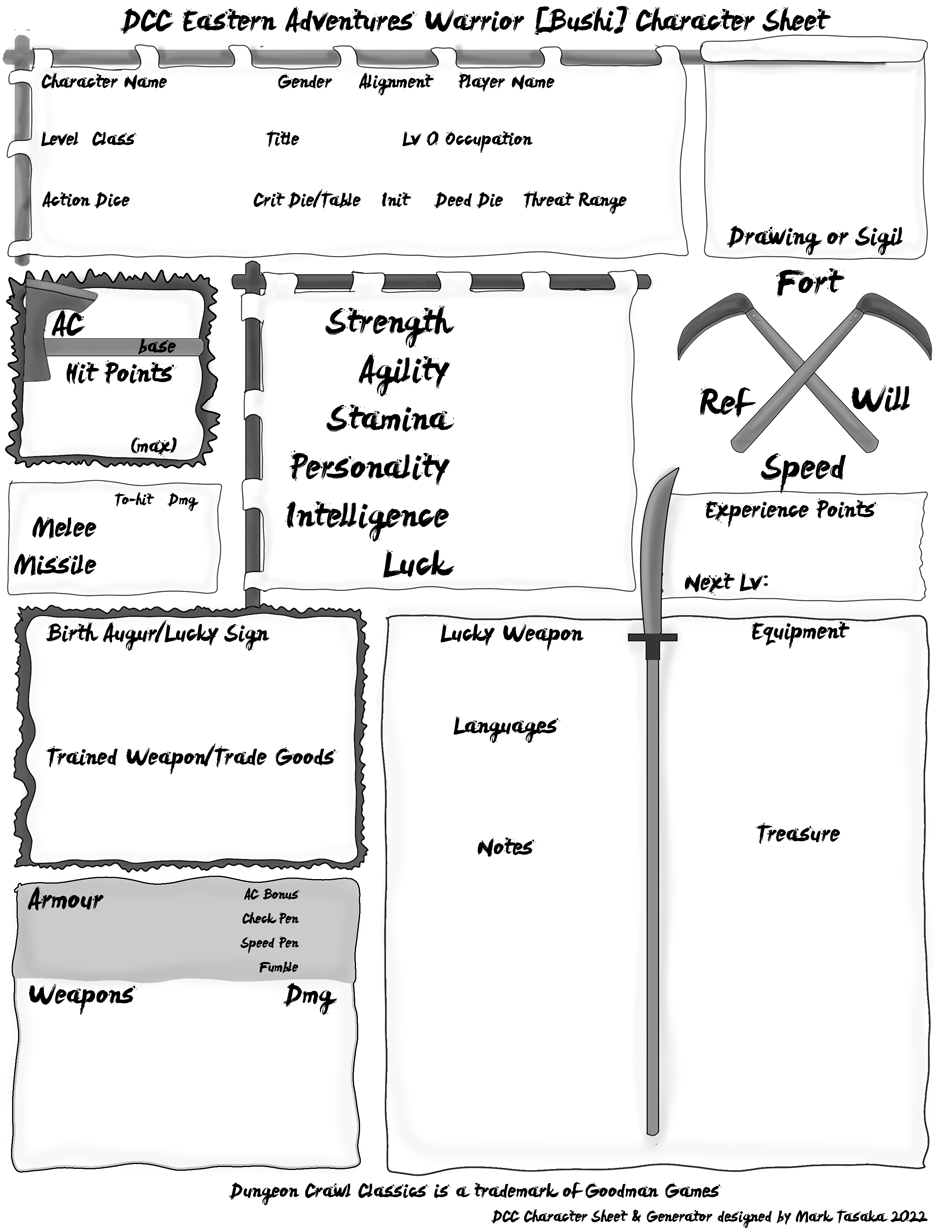 DCC Eastern Adventures Warrior [Bushi] Character Sheet
Character Name Gender Alignment Player Name
Level Class Title Lv 0 Occupation
Action Dice Crit Die/Table Init Deed Die Threat Range
Drawing or Sigil
AC
base
Hit Points
(max)
Strength
Agility
Stamina
Personality
Intelligence
Luck
Fort
Ref Will
Speed
To-hit Dmg
Melee
Missile
Experience Points
Next Lv:
Birth Augur/Lucky Sign
Trained Weapon/Trade Goods
Lucky Weapon
Languages
Notes
Equipment
Treasure
Armour
AC Bonus
Check Pen
Speed Pen
Fumble
Weapons Dmg
Dungeon Crawl Classics is a trademark of Goodman Games
DCC Character Sheet & Generator designed by Mark Tasaka 2022